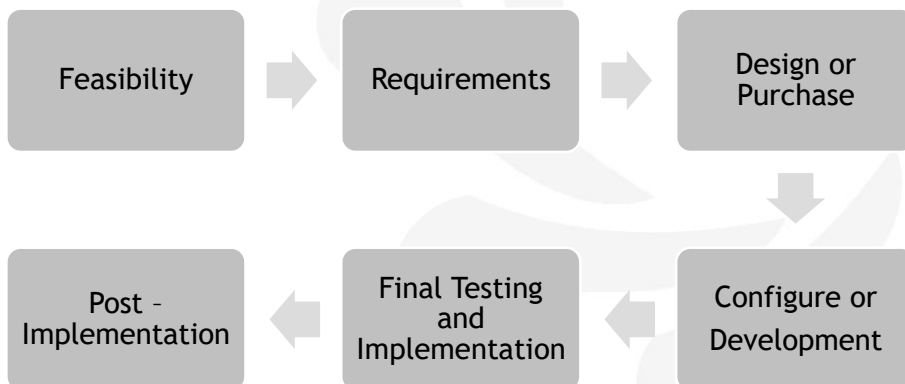 Feasibility
Requirements
Design or
Purchase
Configure or
Development
Final Testing
and
Implementation
Post –
Implementation